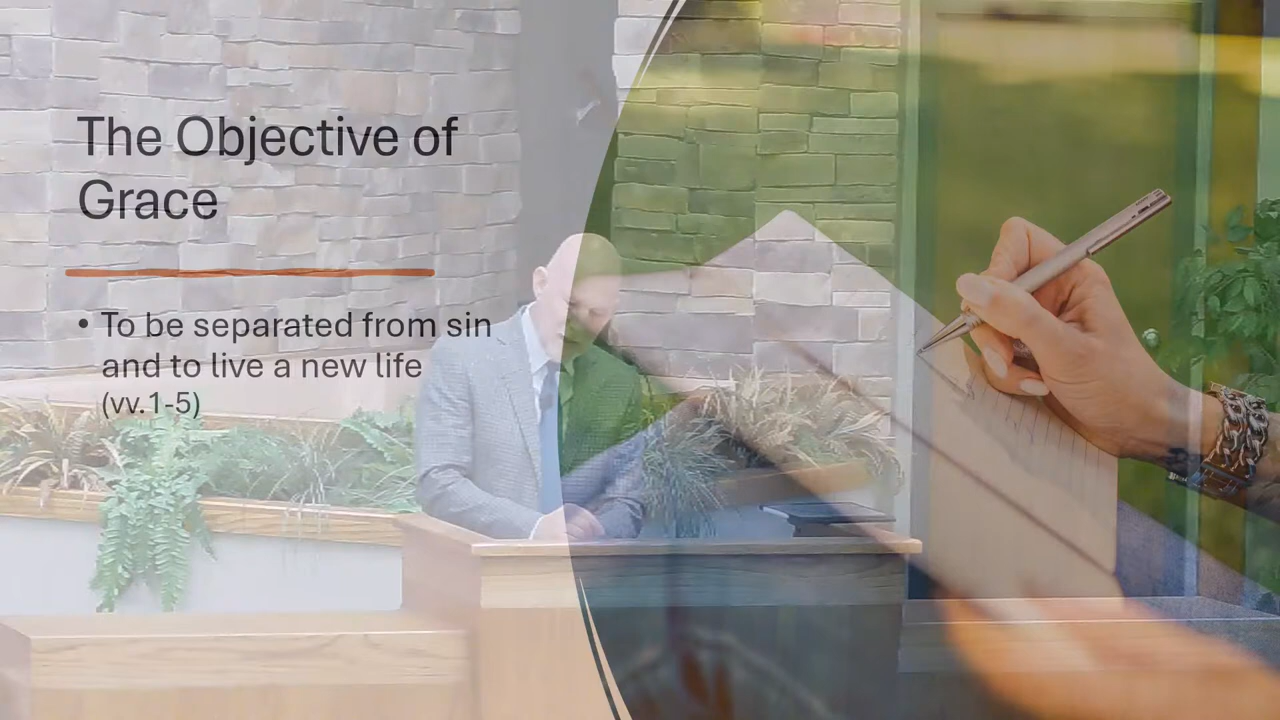 The Objective of
Grace
• To be separated from sin
and to live a new life
(vv.1-5)